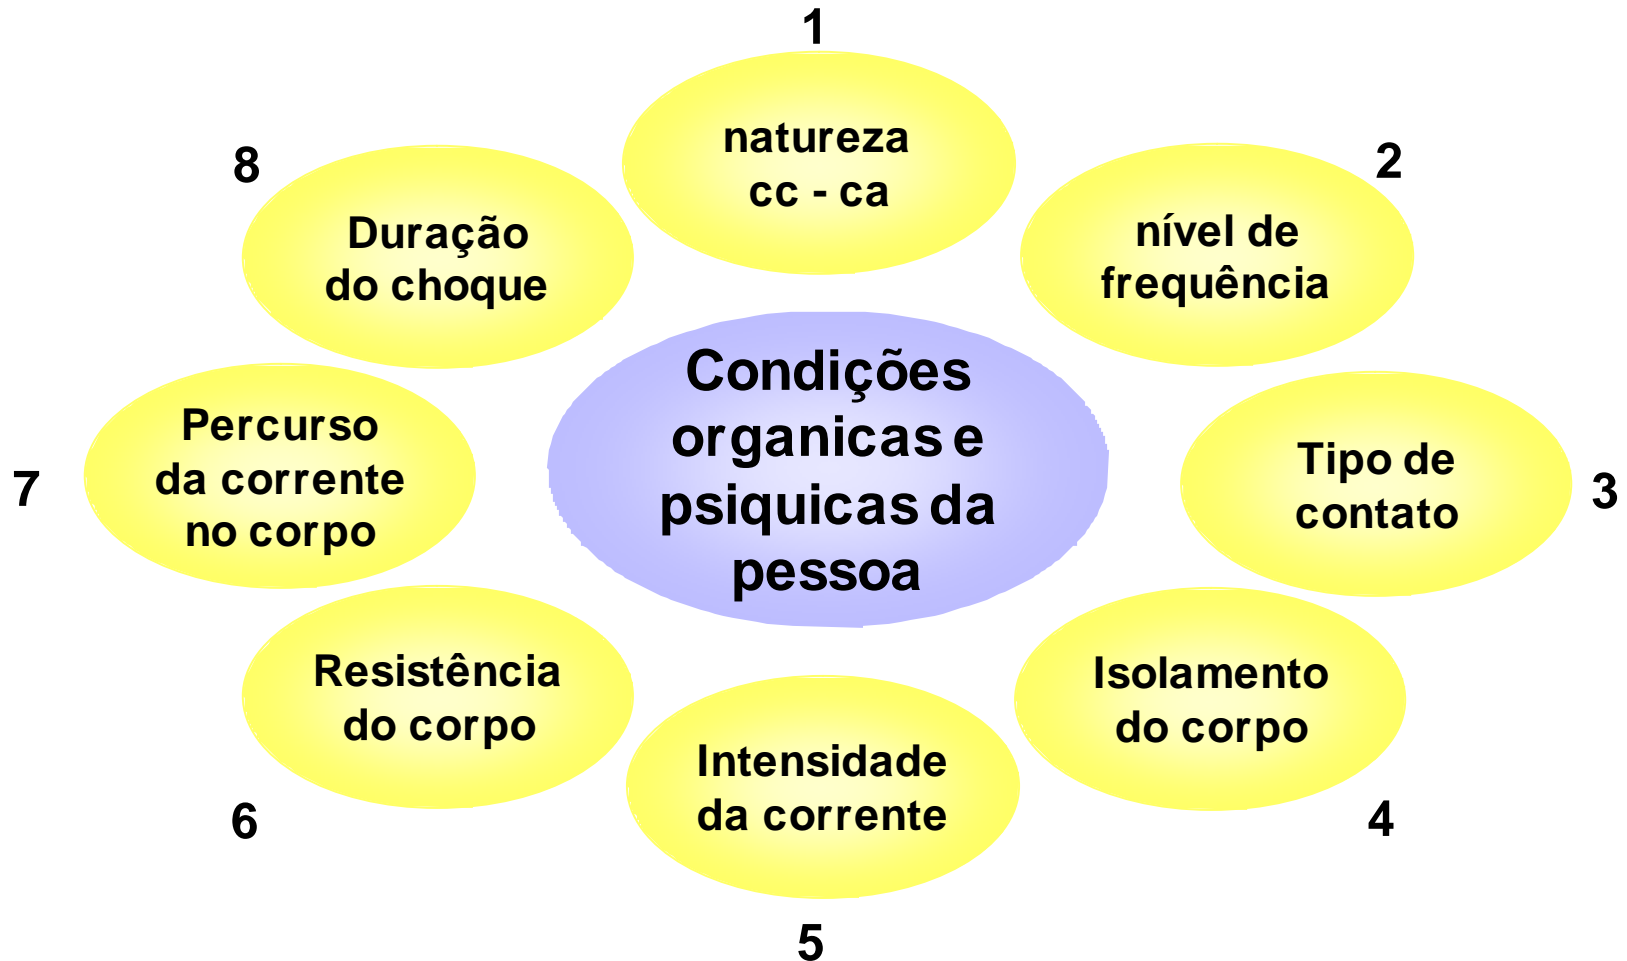 1
natureza
cc - ca
2
nível de
frequência
3
Tipo de
contato
4
Isolamento
do corpo
5
Intensidade
da corrente
6
Resistência
do corpo
7
Percurso
da corrente
no corpo
8
Duração
do choque
Condições
organicas e
psiquicas da
pessoa